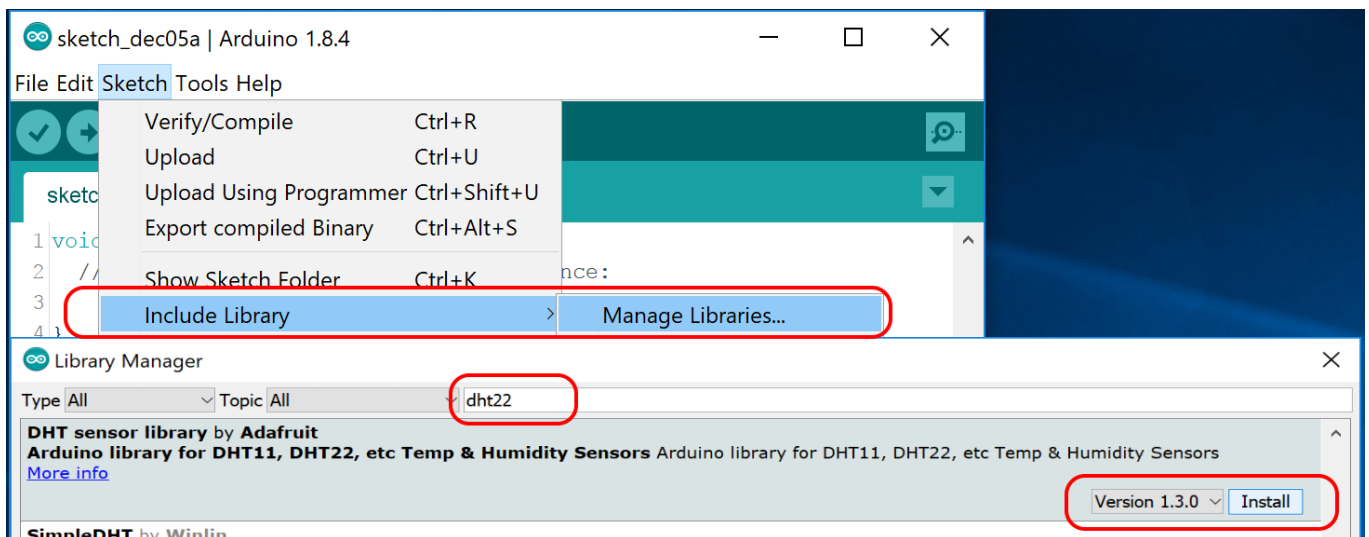 sketch_dec05a | Arduino 1.8.4
File Edit Sketch Tools Help
Verify/Compile Ctrl+R
Upload Ctrl+U
sketc
Upload Using Programmer Ctrl+Shift+U
1 void
Export compiled Binary Ctrl+Alt+S
2 // nce:
Show Sketch Folder Ctrl+K
3
Include Library > Manage Libraries...
4 }
Library Manager
Type All Topic All dht22
DHT sensor library by Adafruit
Arduino library for DHT11, DHT22, etc Temp & Humidity Sensors Arduino library for DHT11, DHT22, etc Temp & Humidity Sensors
More info
Version 1.3.0 Install
SimpleDHT by Winlin